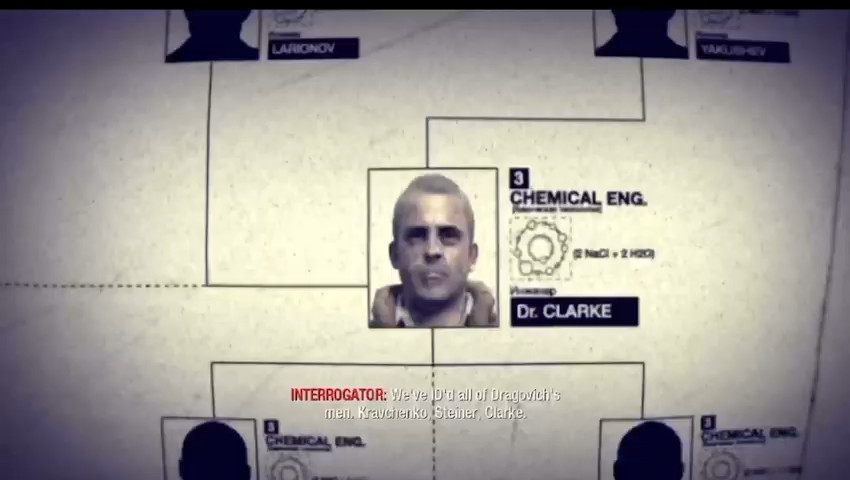 LARIONOV
YAKUSHEV
3
CHEMICAL ENG.
(2 NaCl + 2 H2O)
Инженер
Dr. CLARKE
INTERROGATOR: We've ID'd all of Dragovich's
men. Kravchenko, Steiner, Clarke.
3
CHEMICAL ENG.
3
CHEMICAL ENG.